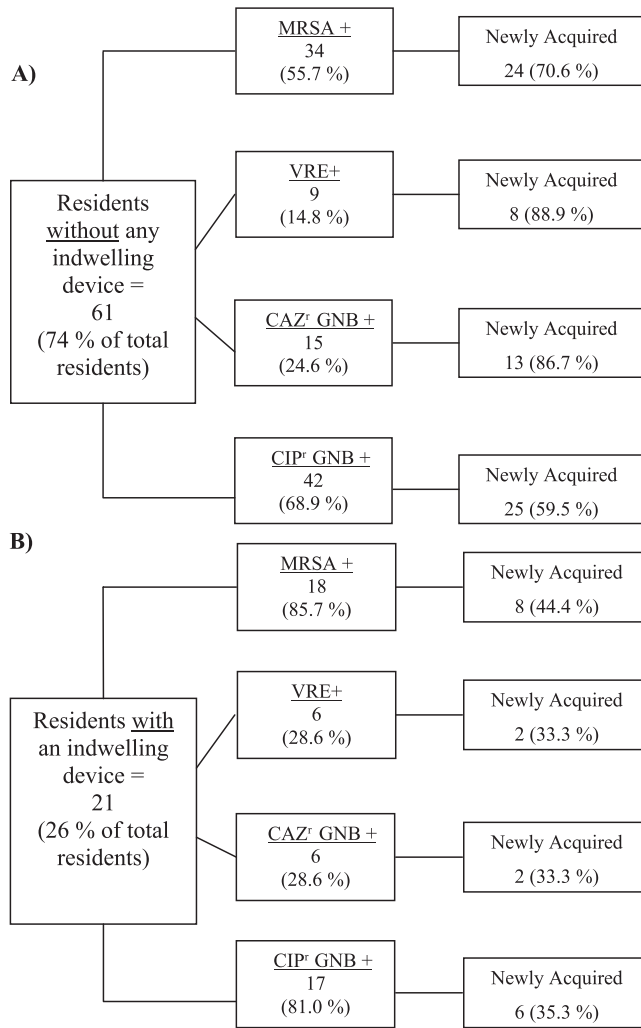 A)
Residents
without any
indwelling
device =
61
(74 % of total
residents)
MRSA +
34
(55.7 %)
Newly Acquired
24 (70.6 %)
VRE+
9
(14.8 %)
Newly Acquired
8 (88.9 %)
CAZʳ GNB +
15
(24.6 %)
Newly Acquired
13 (86.7 %)
CIPʳ GNB +
42
(68.9 %)
Newly Acquired
25 (59.5 %)
B)
Residents with
an indwelling
device =
21
(26 % of total
residents)
MRSA +
18
(85.7 %)
Newly Acquired
8 (44.4 %)
VRE+
6
(28.6 %)
Newly Acquired
2 (33.3 %)
CAZʳ GNB +
6
(28.6 %)
Newly Acquired
2 (33.3 %)
CIPʳ GNB +
17
(81.0 %)
Newly Acquired
6 (35.3 %)